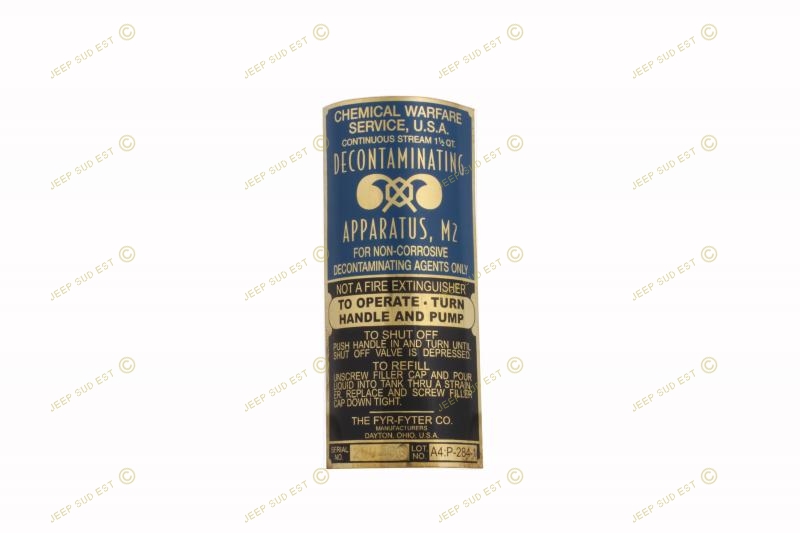 CHEMICAL WARFARE
SERVICE, U.S.A.
CONTINUOUS STREAM 1½ QT.
DECONTAMINATING
APPARATUS, M2
FOR NON-CORROSIVE
DECONTAMINATING AGENTS ONLY
NOT A FIRE EXTINGUISHER
TO OPERATE · TURN
HANDLE AND PUMP
TO SHUT OFF
PUSH HANDLE IN AND TURN UNTIL
SHUT OFF VALVE IS DEPRESSED.
TO REFILL
UNSCREW FILLER CAP AND POUR
LIQUID INTO TANK THRU A STRAIN-
ER. REPLACE AND SCREW FILLER
CAP DOWN TIGHT.
THE FYR-FYTER CO.
MANUFACTURERS
DAYTON, OHIO, U.S.A.
SERIAL
NO.
LOT.
NO.
A4:P-284-1
JEEP SUD EST ©